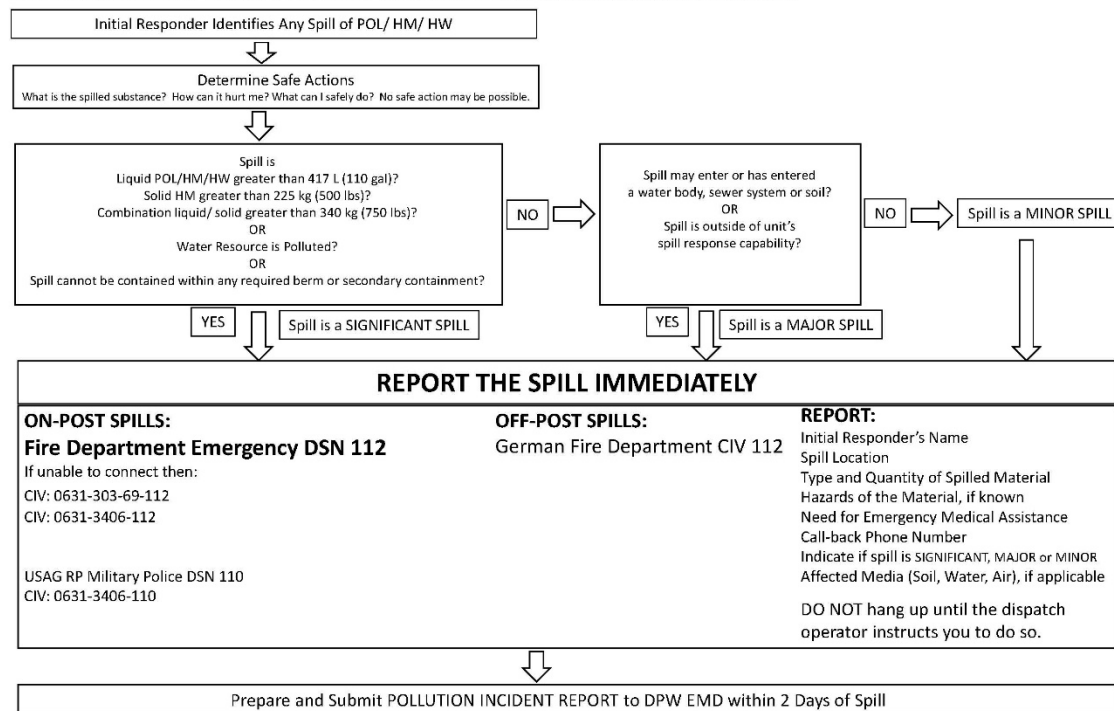 Initial Responder Identifies Any Spill of POL/ HM/ HW
Determine Safe Actions
What is the spilled substance? How can it hurt me? What can I safely do? No safe action may be possible.
Spill is
Liquid POL/HM/HW greater than 417 L (110 gal)?
Solid HM greater than 225 kg (500 lbs)?
Combination liquid/ solid greater than 340 kg (750 lbs)?
OR
Water Resource is Polluted?
OR
Spill cannot be contained within any required berm or secondary containment?
NO
Spill may enter or has entered
a water body, sewer system or soil?
OR
Spill is outside of unit's
spill response capability?
NO
Spill is a MINOR SPILL
YES
Spill is a SIGNIFICANT SPILL
YES
Spill is a MAJOR SPILL
REPORT THE SPILL IMMEDIATELY
ON-POST SPILLS:
Fire Department Emergency DSN 112
If unable to connect then:
CIV: 0631-303-69-112
CIV: 0631-3406-112
USAG RP Military Police DSN 110
CIV: 0631-3406-110
OFF-POST SPILLS:
German Fire Department CIV 112
REPORT:
Initial Responder's Name
Spill Location
Type and Quantity of Spilled Material
Hazards of the Material, if known
Need for Emergency Medical Assistance
Call-back Phone Number
Indicate if spill is SIGNIFICANT, MAJOR or MINOR
Affected Media (Soil, Water, Air), if applicable
DO NOT hang up until the dispatch
operator instructs you to do so.
Prepare and Submit POLLUTION INCIDENT REPORT to DPW EMD within 2 Days of Spill